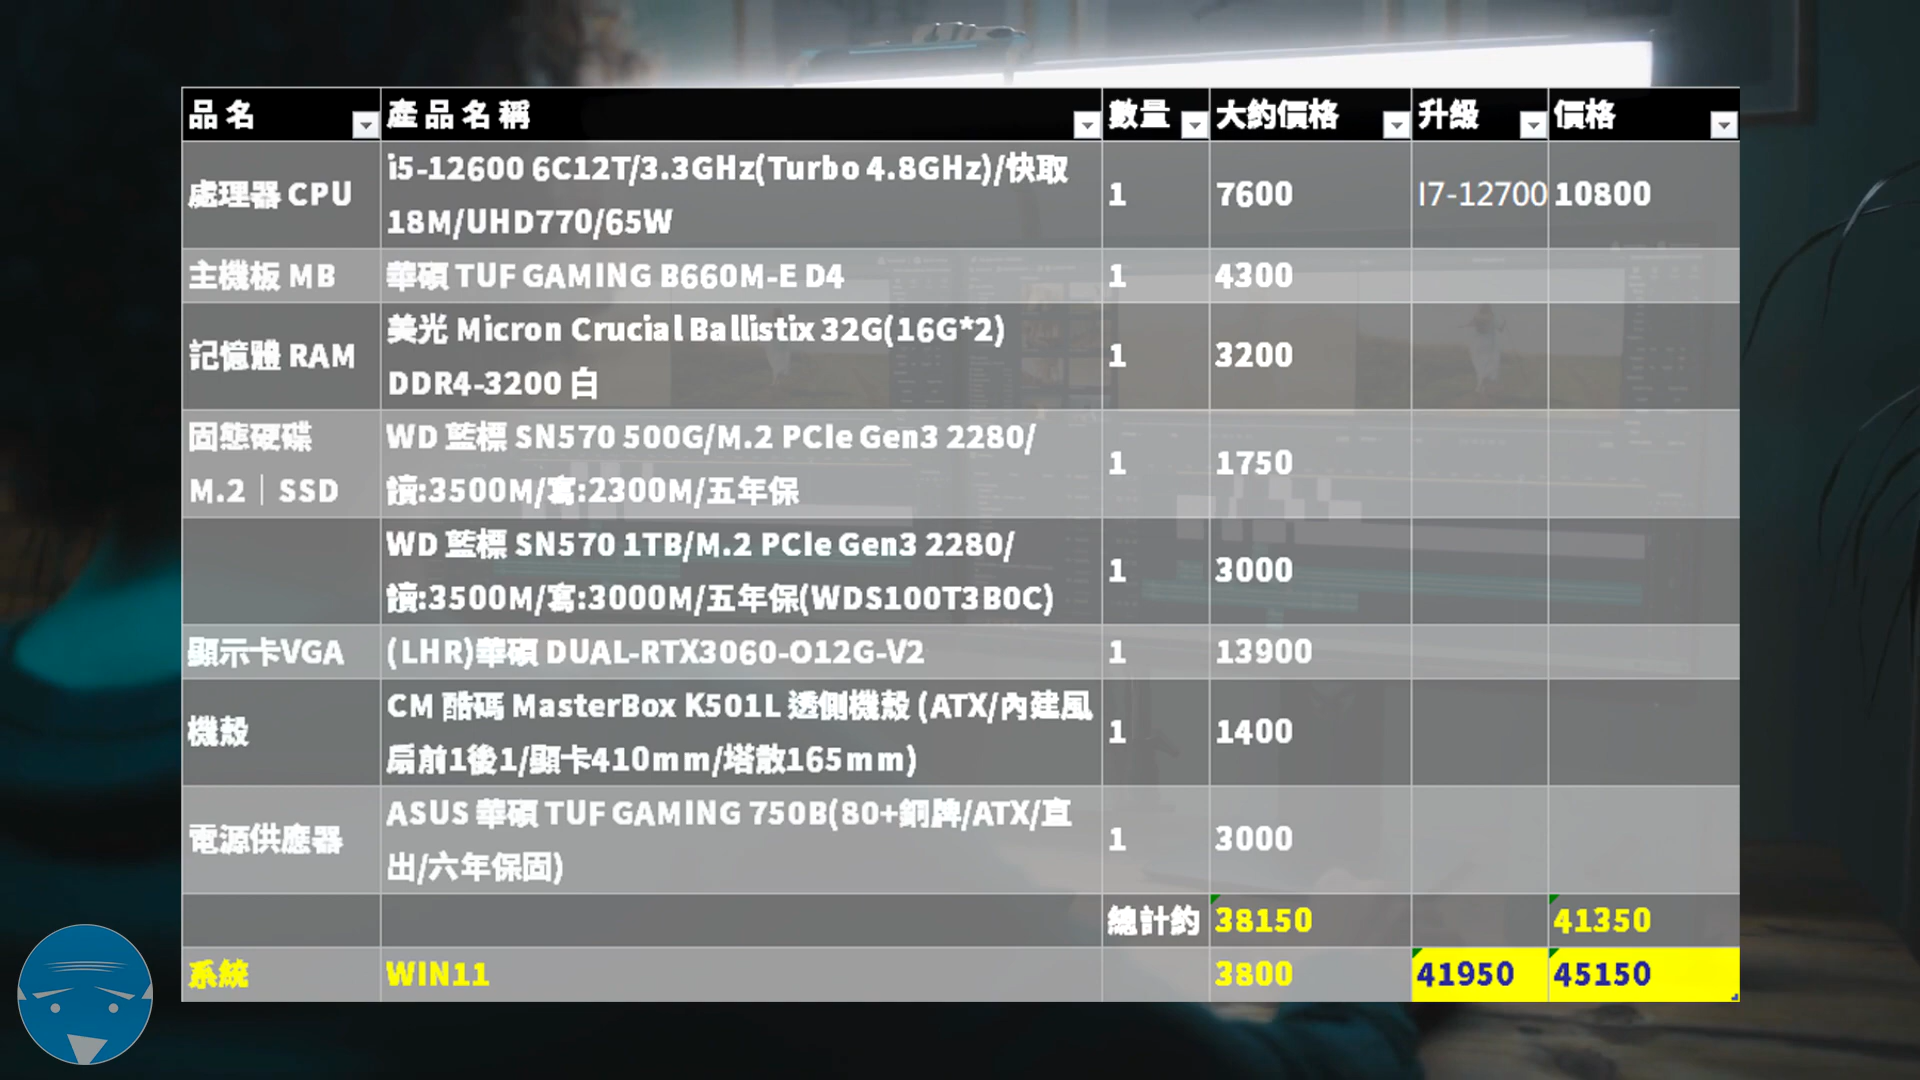 品 名 產 品 名 稱 數量 大約價格 升級 價格
處理器 CPU i5-12600 6C12T/3.3GHz(Turbo 4.8GHz)/快取 1 7600 I7-12700 10800
18M/UHD770/65W
主機板 MB 華碩 TUF GAMING B660M-E D4 1 4300
記憶體 RAM 美光 Micron Crucial Ballistix 32G(16G*2) 1 3200
DDR4-3200 白
固態硬碟 WD 藍標 SN570 500G/M.2 PCIe Gen3 2280/ 1 1750
M.2｜SSD 讀:3500M/寫:2300M/五年保
WD 藍標 SN570 1TB/M.2 PCIe Gen3 2280/ 1 3000
讀:3500M/寫:3000M/五年保(WDS100T3B0C)
顯示卡VGA (LHR)華碩 DUAL-RTX3060-O12G-V2 1 13900
機殼 CM 酷碼 MasterBox K501L 透側機殼 (ATX/內建風 1 1400
扇前1後1/顯卡410mm/塔散165mm)
電源供應器 ASUS 華碩 TUF GAMING 750B(80+銅牌/ATX/直 1 3000
出/六年保固)
總計約 38150 41350
系統 WIN11 3800 41950 45150